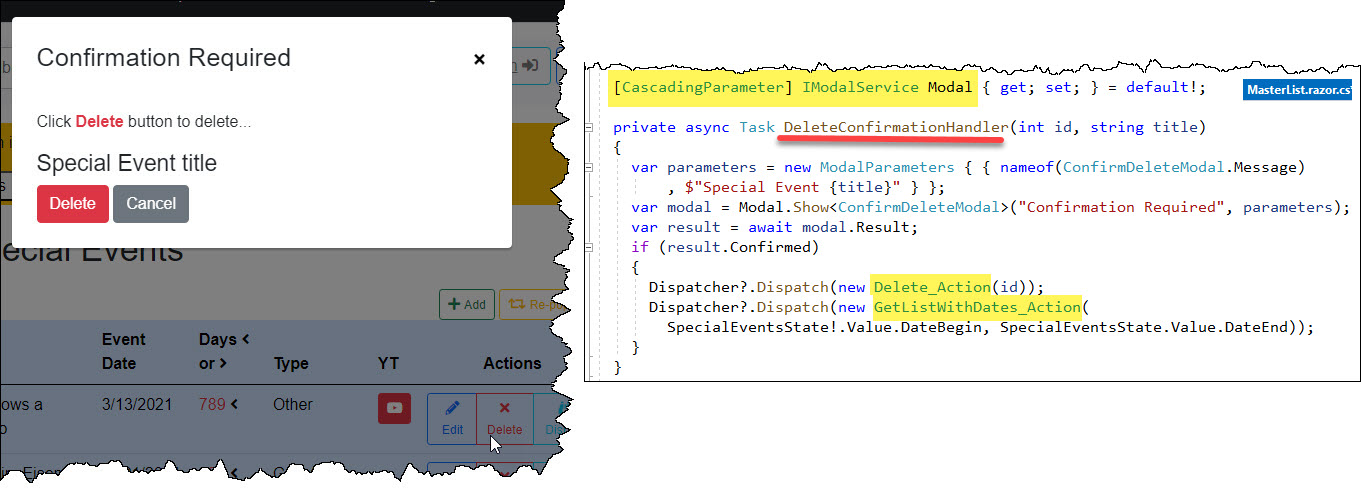 Confirmation Required ×
Click Delete button to delete...
Special Event title
Delete Cancel
ecial Events
Add
Event Date Days < or > Type YT Actions
ows a 3/13/2021 789 < Other Edit Delete
[CascadingParameter] IModalService Modal { get; set; } = default!;
MasterList.razor.cs
private async Task DeleteConfirmationHandler(int id, string title)
{
var parameters = new ModalParameters { { nameof(ConfirmDeleteModal.Message)
, $"Special Event {title}" } };
var modal = Modal.Show<ConfirmDeleteModal>("Confirmation Required", parameters);
var result = await modal.Result;
if (result.Confirmed)
{
Dispatcher?.Dispatch(new Delete_Action(id));
Dispatcher?.Dispatch(new GetListWithDates_Action(
SpecialEventsState!.Value.DateBegin, SpecialEventsState.Value.DateEnd));
}
}